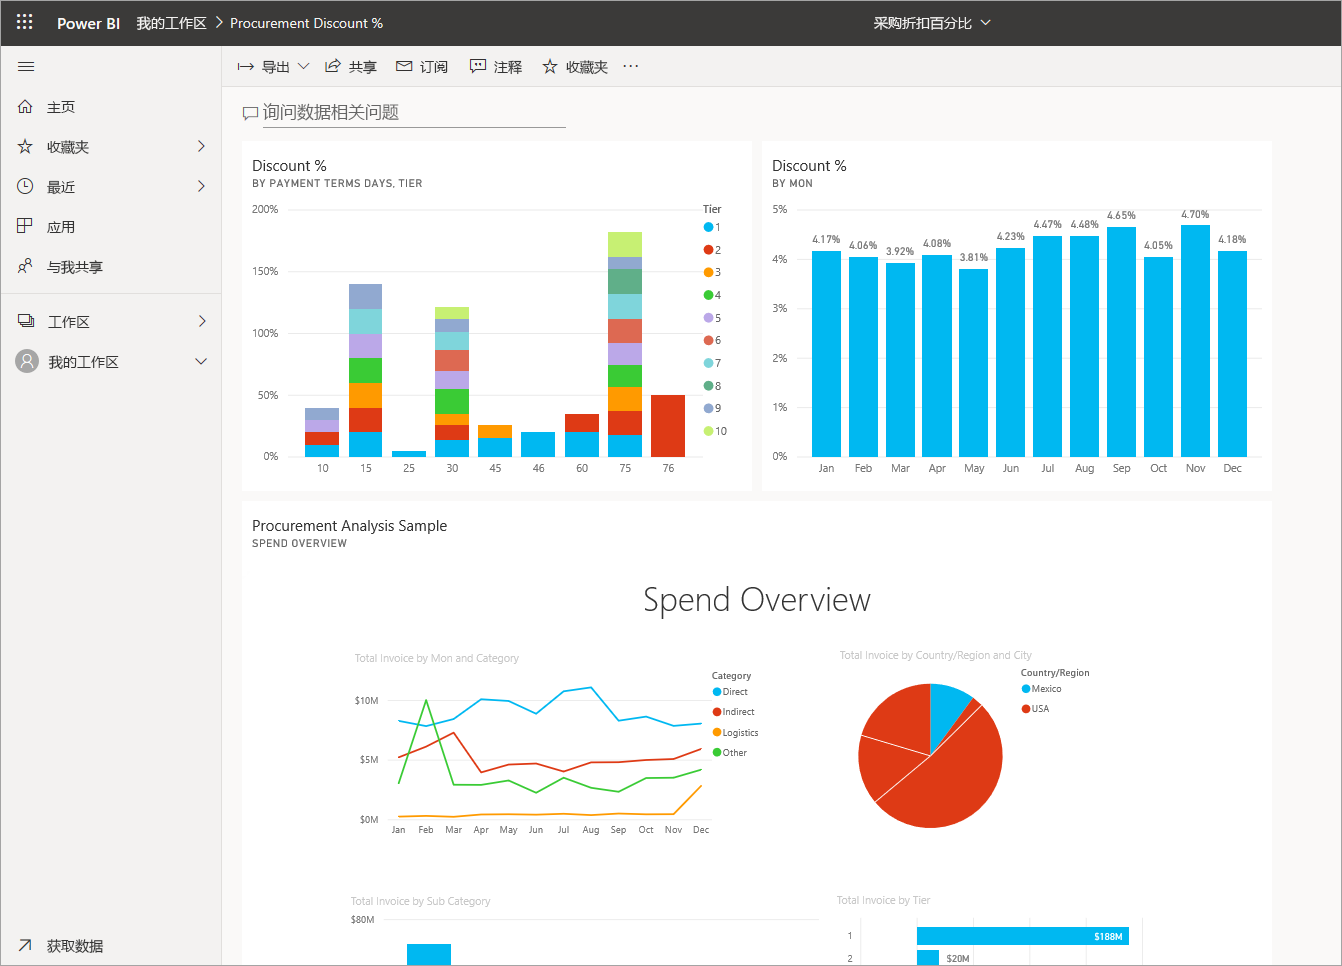 Power BI 我的工作区 Procurement Discount % 采购折扣百分比
导出 共享 订阅 注释 收藏夹 ...
主页
收藏夹
最近
应用
与我共享
工作区
我的工作区
获取数据
询问数据相关问题
Discount %
BY PAYMENT TERMS DAYS, TIER
200%
150%
100%
50%
0%
10 15 25 30 45 46 60 75 76
Tier
1
2
3
4
5
6
7
8
9
10
Discount %
BY MON
5%
4%
3%
2%
1%
0%
4.17% 4.06% 3.92% 4.08% 3.81% 4.23% 4.47% 4.48% 4.65% 4.05% 4.70% 4.18%
Jan Feb Mar Apr May Jun Jul Aug Sep Oct Nov Dec
Procurement Analysis Sample
SPEND OVERVIEW
Spend Overview
Total Invoice by Mon and Category
$10M
$5M
$0M
Jan Feb Mar Apr May Jun Jul Aug Sep Oct Nov Dec
Category
Direct
Indirect
Logistics
Other
Total Invoice by Country/Region and City
Country/Region
Mexico
USA
Total Invoice by Sub Category
$80M
Total Invoice by Tier
1 $188M
2 $20M